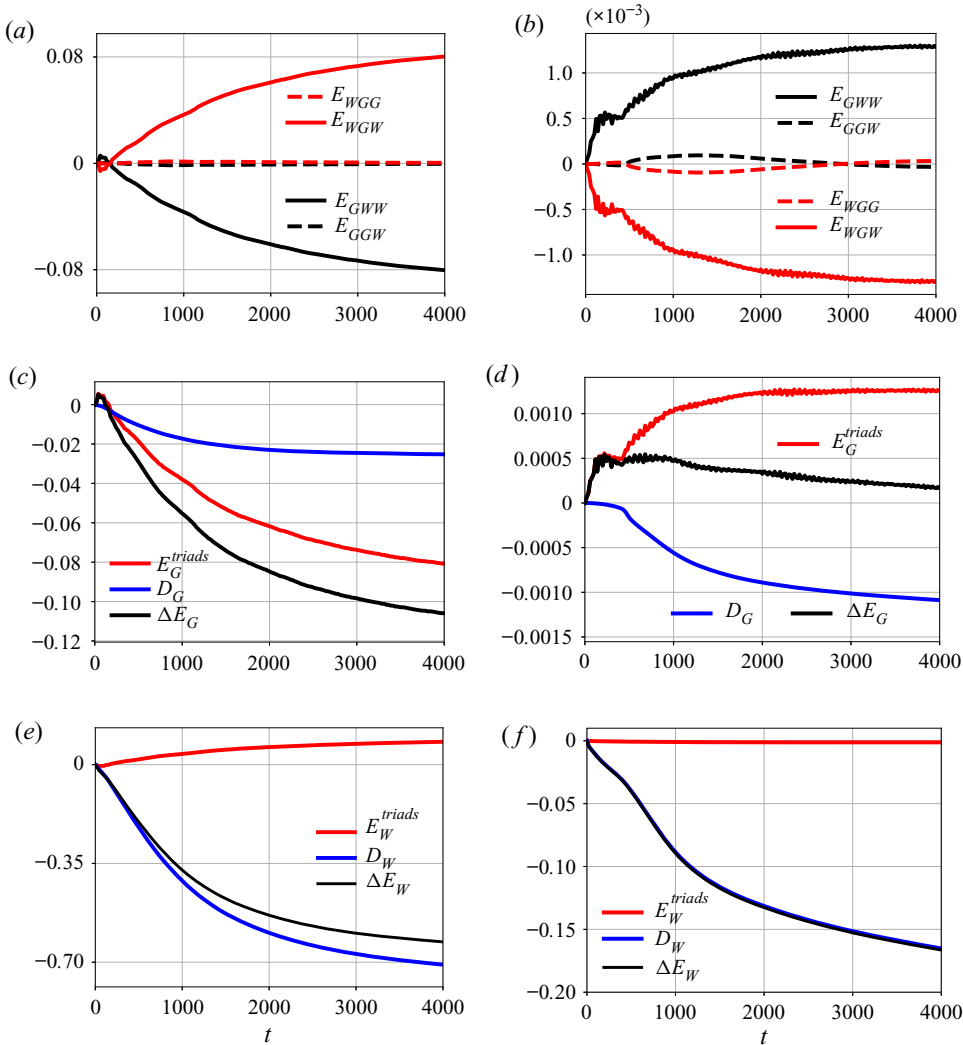 (a)
0.08
0
−0.08
E_WGG
E_WGW
E_GWW
E_GGW
0 1000 2000 3000 4000
(b)
(×10−3)
1.0
0.5
0
−0.5
−1.0
E_GWW
E_GGW
E_WGG
E_WGW
0 1000 2000 3000 4000
(c)
0
−0.02
−0.04
−0.06
−0.08
−0.10
−0.12
E_G^triads
D_G
ΔE_G
0 1000 2000 3000 4000
(d)
0.0010
0.0005
0
−0.0005
−0.0010
−0.0015
E_G^triads
D_G ΔE_G
0 1000 2000 3000 4000
(e)
0
−0.35
−0.70
E_W^triads
D_W
ΔE_W
0 1000 2000 3000 4000
t
(f)
0
−0.05
−0.10
−0.15
−0.20
E_W^triads
D_W
ΔE_W
0 1000 2000 3000 4000
t